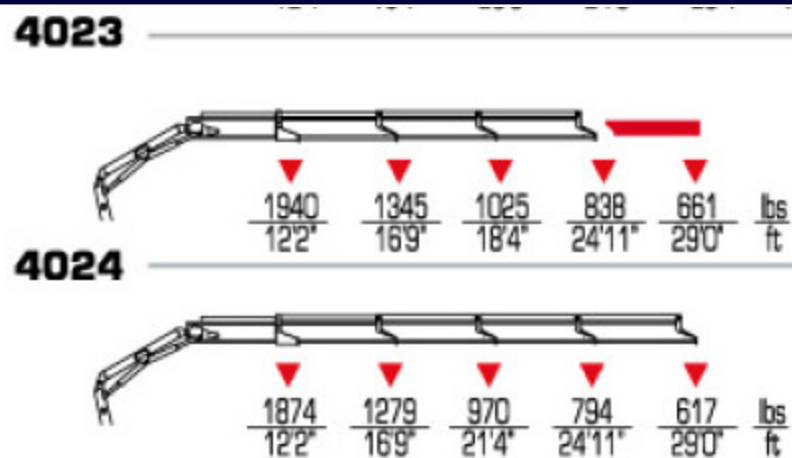 4023
1940 1345 1025 838 661 lbs
12'2" 16'9" 18'4" 24'11" 29'0" ft
4024
1874 1279 970 794 617 lbs
12'2" 16'9" 21'4" 24'11" 29'0" ft